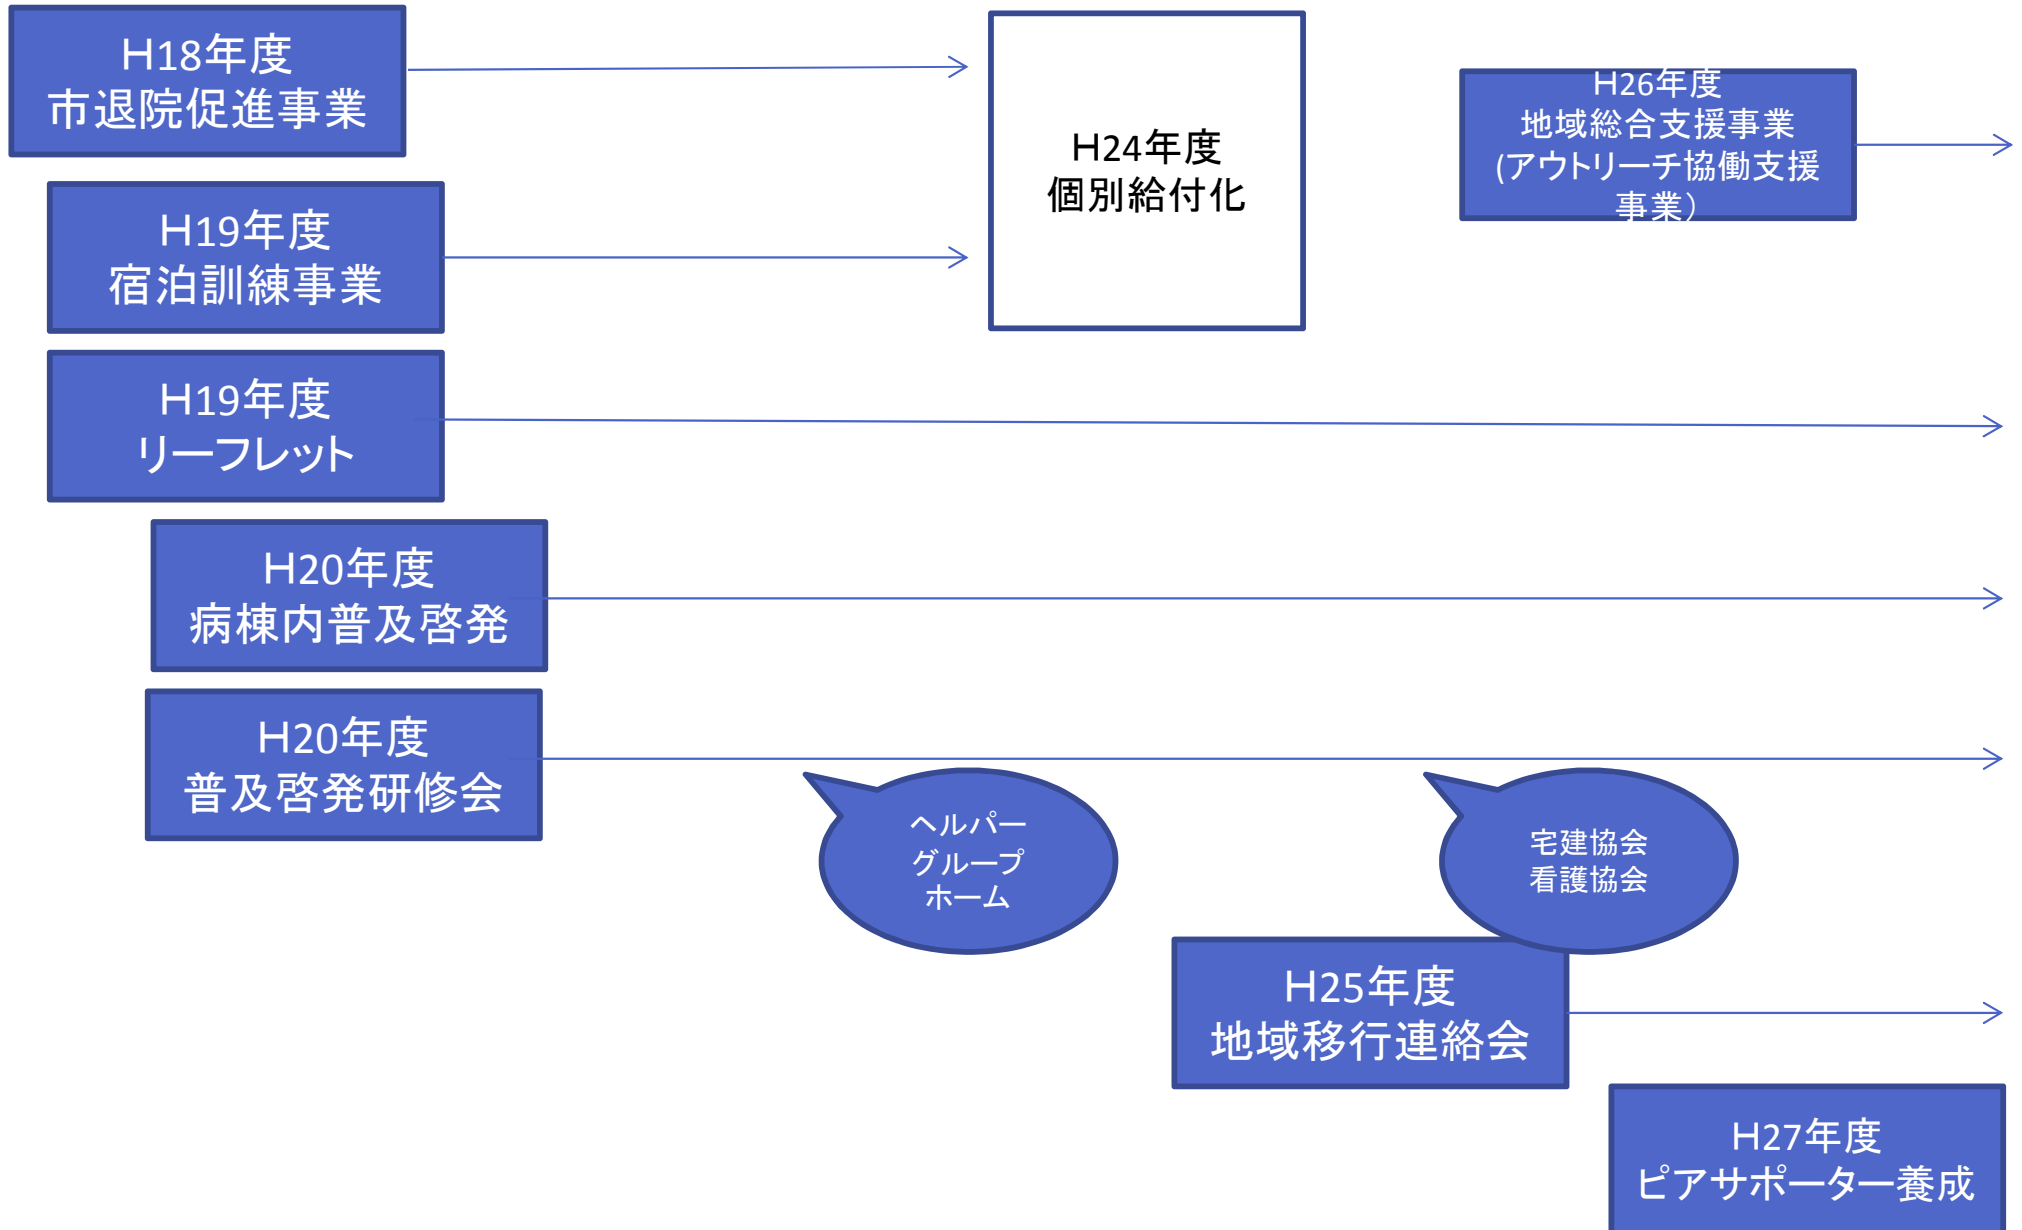 H18年度
市退院促進事業
H24年度
個別給付化
H26年度
地域総合支援事業
(アウトリーチ協働支援
事業）
H19年度
宿泊訓練事業
H19年度
リーフレット
H20年度
病棟内普及啓発
H20年度
普及啓発研修会
ヘルパー
グループ
ホーム
宅建協会
看護協会
H25年度
地域移行連絡会
H27年度
ピアサポーター養成